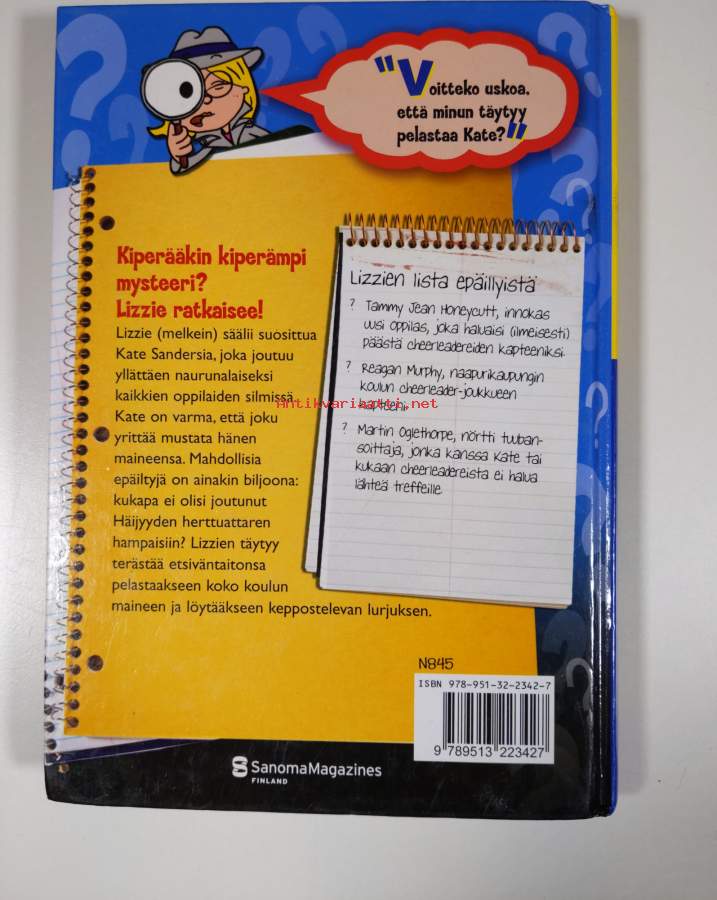 "Voitteko uskoa,
että minun täytyy
pelastaa Kate?"
Kiperääkin kiperämpi
mysteeri?
Lizzie ratkaisee!
Lizzie (melkein) säälii suosittua
Kate Sandersia, joka joutuu
yllättäen naurunalaiseksi
kaikkien oppilaiden silmissä.
Kate on varma, että joku
yrittää mustata hänen
maineensa. Mahdollisia
epäiltyjä on ainakin biljoona:
kukapa ei olisi joutunut
Häijyyden herttuattaren
hampaisiin? Lizzien täytyy
terästää etsiväntaitonsa
pelastaakseen koko koulun
maineen ja löytääkseen keppostelevan lurjuksen.
Lizzien lista epäillyistä
? Tammy Jean Honeycutt, innokas
uusi oppilas, joka haluaisi (ilmeisesti)
päästä cheerleadereiden kapteeniksi.
? Reagan Murphy, naapurikaupungin
koulun cheerleader-joukkueen
kapteeni.
? Martin Oglethorpe, nörtti tuuban-
soittaja, jonka kanssa Kate tai
kukaan cheerleadereista ei halua
lähteä treffeille.
Antikvariaatti.net
N845
ISBN 978-951-32-2342-7
9 789513 223427
SanomaMagazines
FINLAND